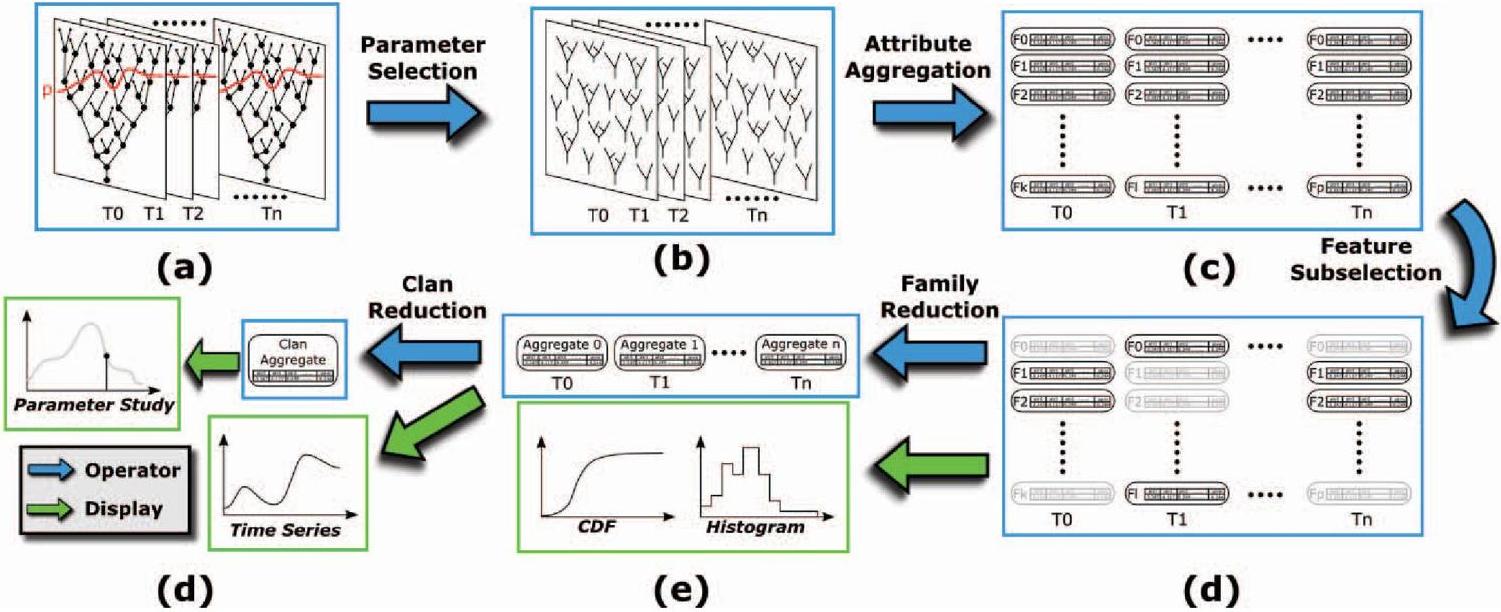 p
T0 T1 T2 Tn
(a)
Parameter
Selection
T0 T1 T2 Tn
(b)
Attribute
Aggregation
F0 F0 F0
F1 F1 F1
F2 F2 F2
Fk Fl Fp
T0 T1 Tn
(c)
Feature
Subselection
F0 F0 F0
F1 F1 F1
F2 F2 F2
Fk Fl Fp
T0 T1 Tn
(d)
Family
Reduction
Aggregate 0 Aggregate 1 Aggregate n
T0 T1 Tn
CDF Histogram
(e)
Clan
Reduction
Clan
Aggregate
Parameter Study
Time Series
Operator
Display
(d)